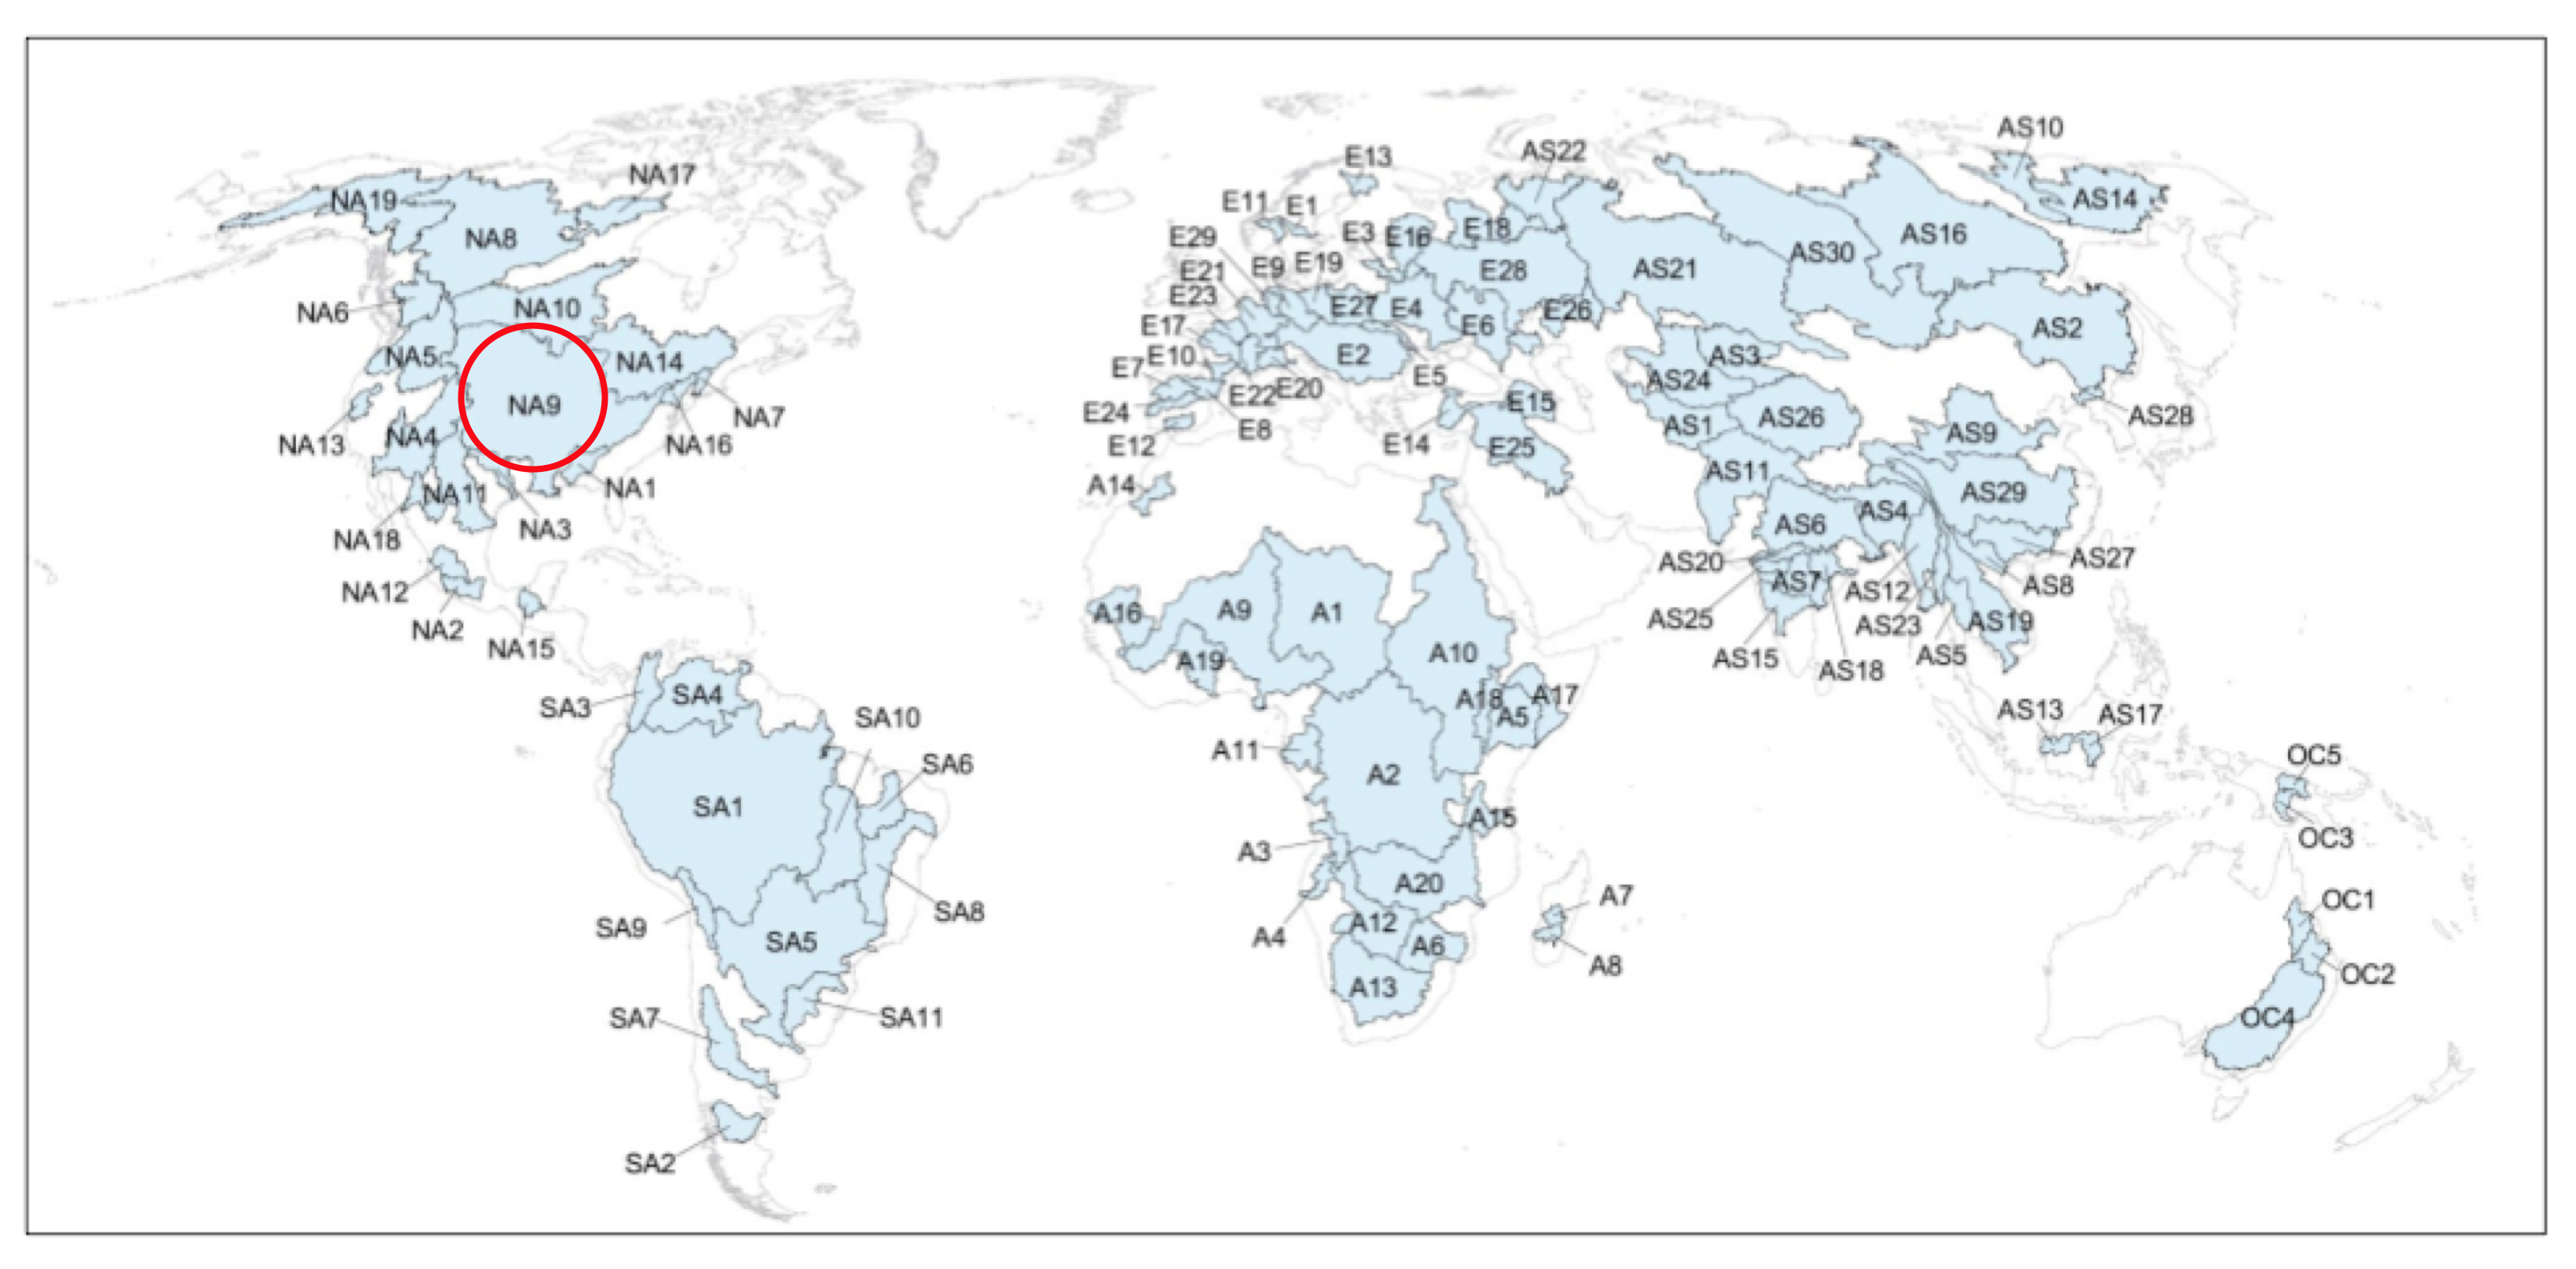 AS10
E13
AS22
NA17
NA19
AS14
E11
E1
E29
E3
E16
E18
NA8
AS16
AS30
E21
E9
E19
E28
AS21
E23
NA6
NA10
E27
E4
E26
E17
E6
AS2
NA5
NA14
E10
E2
AS3
E7
E5
AS24
E22
E20
NA9
E24
E15
NA7
AS1
AS26
AS28
NA13
NA4
NA16
E12
E8
E14
E25
AS9
AS11
NA11
NA1
A14
AS29
NA18
NA3
AS6
AS4
AS20
AS27
NA12
AS7
AS12
AS8
NA2
A16
A9
A1
AS25
AS23
AS19
NA15
A19
A10
AS15
AS18
AS5
SA3
SA4
A18
A17
SA10
A5
AS13
AS17
A11
OC5
SA6
SA1
A2
A15
OC3
A3
A20
A7
SA9
SA8
A4
A12
OC1
SA5
A6
A8
OC2
A13
SA7
SA11
OC4
SA2